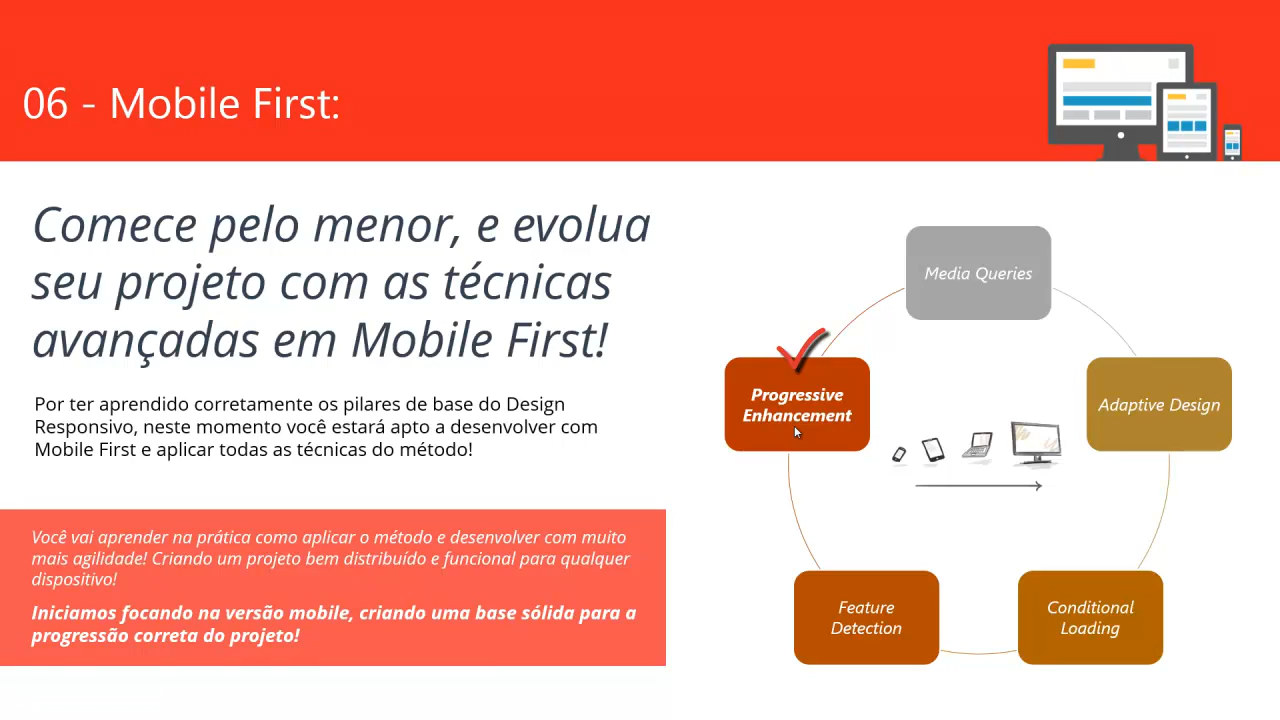 06 - Mobile First:
Comece pelo menor, e evolua
seu projeto com as técnicas
avançadas em Mobile First!
Por ter aprendido corretamente os pilares de base do Design
Responsivo, neste momento você estará apto a desenvolver com
Mobile First e aplicar todas as técnicas do método!
Você vai aprender na prática como aplicar o método e desenvolver com muito
mais agilidade! Criando um projeto bem distribuído e funcional para qualquer
dispositivo!
Iniciamos focando na versão mobile, criando uma base sólida para a
progressão correta do projeto!
Media Queries
Progressive
Enhancement
Adaptive Design
Feature
Detection
Conditional
Loading